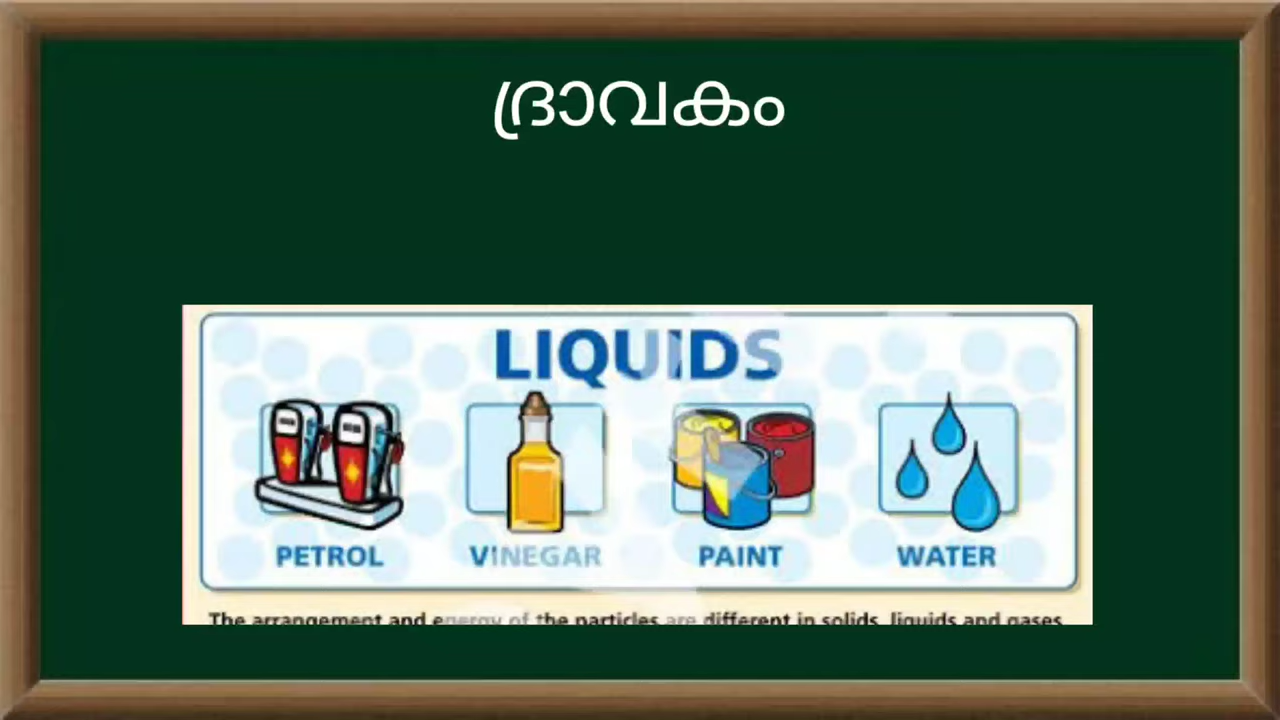 ദ്രാവകം
LIQUIDS
PETROL VINEGAR PAINT WATER
The arrangement and energy of the particles are different in solids, liquids and gases